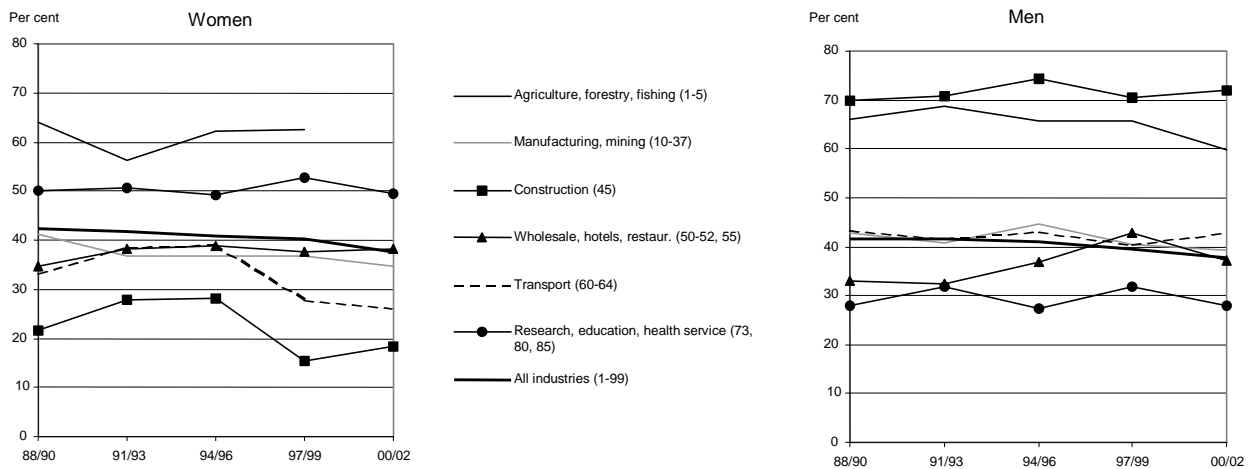 Per cent
Women
80
70
60
50
40
30
20
10
0
88/90 91/93 94/96 97/99 00/02
Agriculture, forestry, fishing (1-5)
Manufacturing, mining (10-37)
Construction (45)
Wholesale, hotels, restaur. (50-52, 55)
Transport (60-64)
Research, education, health service (73,
80, 85)
All industries (1-99)
Per cent
Men
80
70
60
50
40
30
20
10
0
88/90 91/93 94/96 97/99 00/02